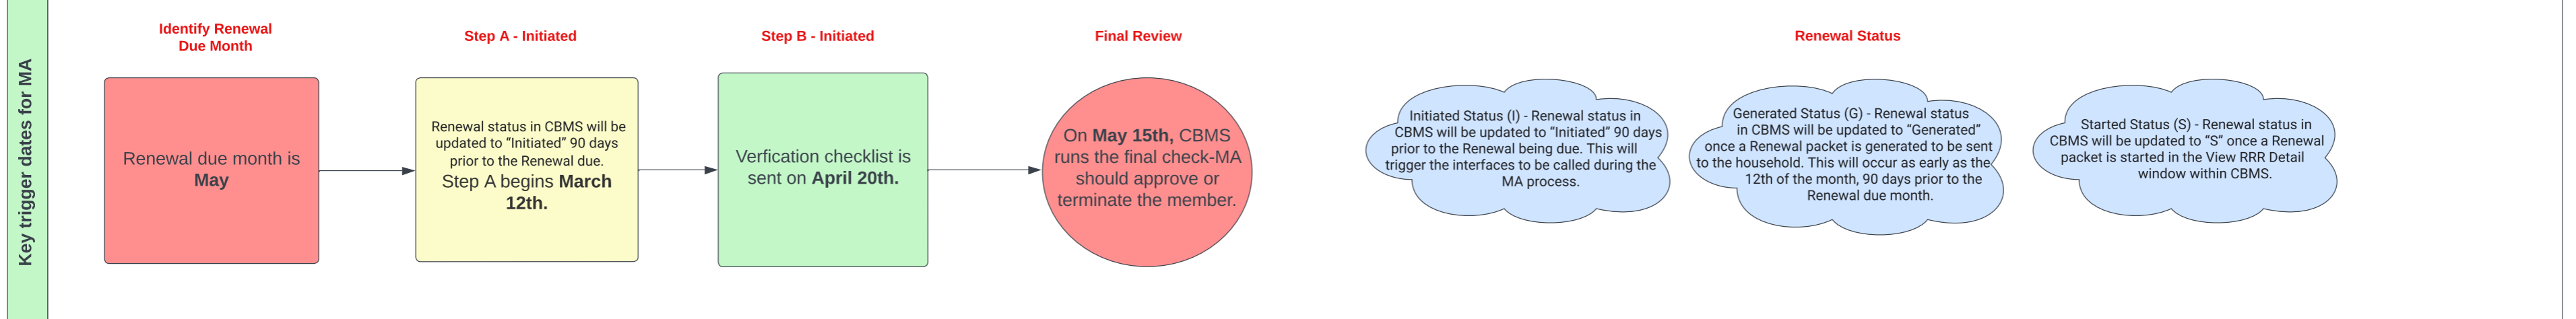 Key trigger dates for MA
Identify Renewal
Due Month
Renewal due month is
May
Step A - Initiated
Renewal status in CBMS will be
updated to “Initiated” 90 days
prior to the Renewal due.
Step A begins March
12th.
Step B - Initiated
Verfication checklist is
sent on April 20th.
Final Review
On May 15th, CBMS
runs the final check-MA
should approve or
terminate the member.
Renewal Status
Initiated Status (I) - Renewal status in
CBMS will be updated to “Initiated” 90 days
prior to the Renewal being due. This will
trigger the interfaces to be called during the
MA process.
Generated Status (G) - Renewal status
in CBMS will be updated to “Generated”
once a Renewal packet is generated to be sent
to the household. This will occur as early as the
12th of the month, 90 days prior to the
Renewal due month.
Started Status (S) - Renewal status in
CBMS will be updated to “S” once a Renewal
packet is started in the View RRR Detail
window within CBMS.